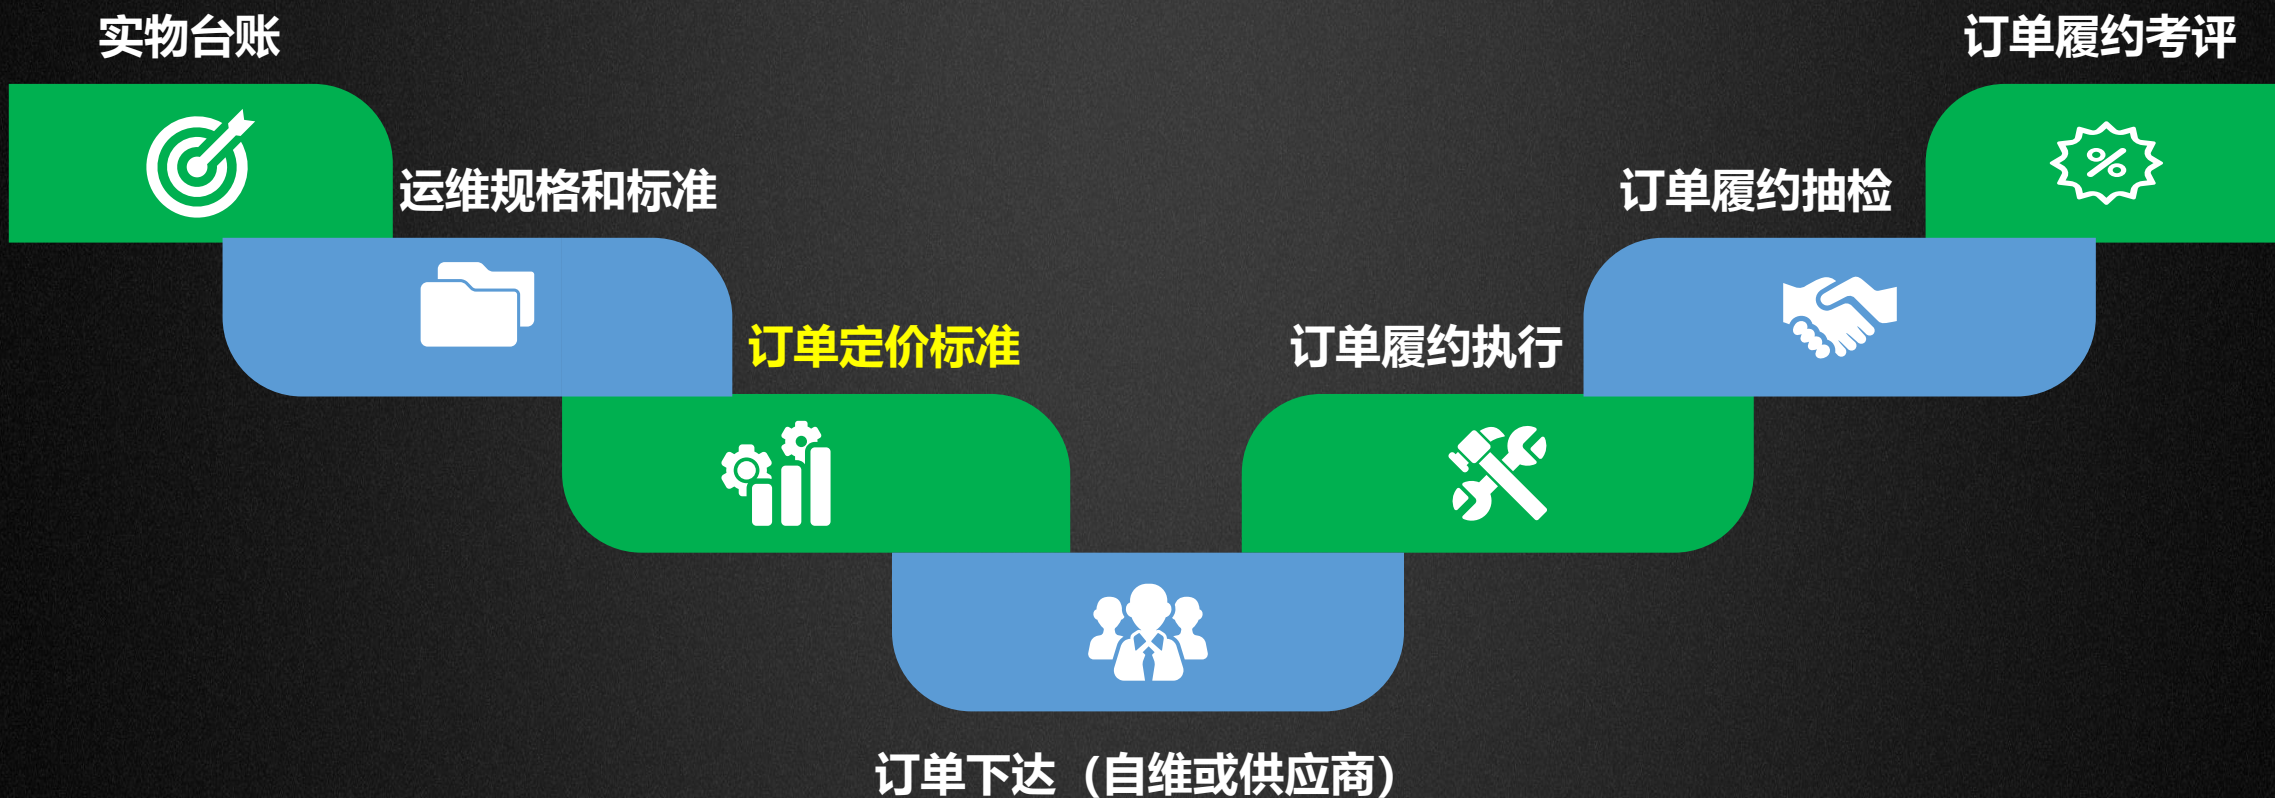 实物台账
订单履约考评
运维规格和标准
订单履约抽检
订单定价标准
订单履约执行
%
订单下达（自维或供应商）